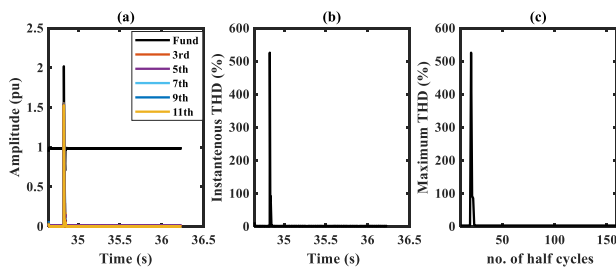 (a)
Amplitude (pu)
2.5
2
1.5
1
0.5
0
Fund
3rd
5th
7th
9th
11th
35
35.5
36
36.5
Time (s)
(b)
Instantenous THD (%)
600
500
400
300
200
100
0
35
35.5
36
36.5
Time (s)
(c)
Maximum THD (%)
600
500
400
300
200
100
0
50
100
150
no. of half cycles